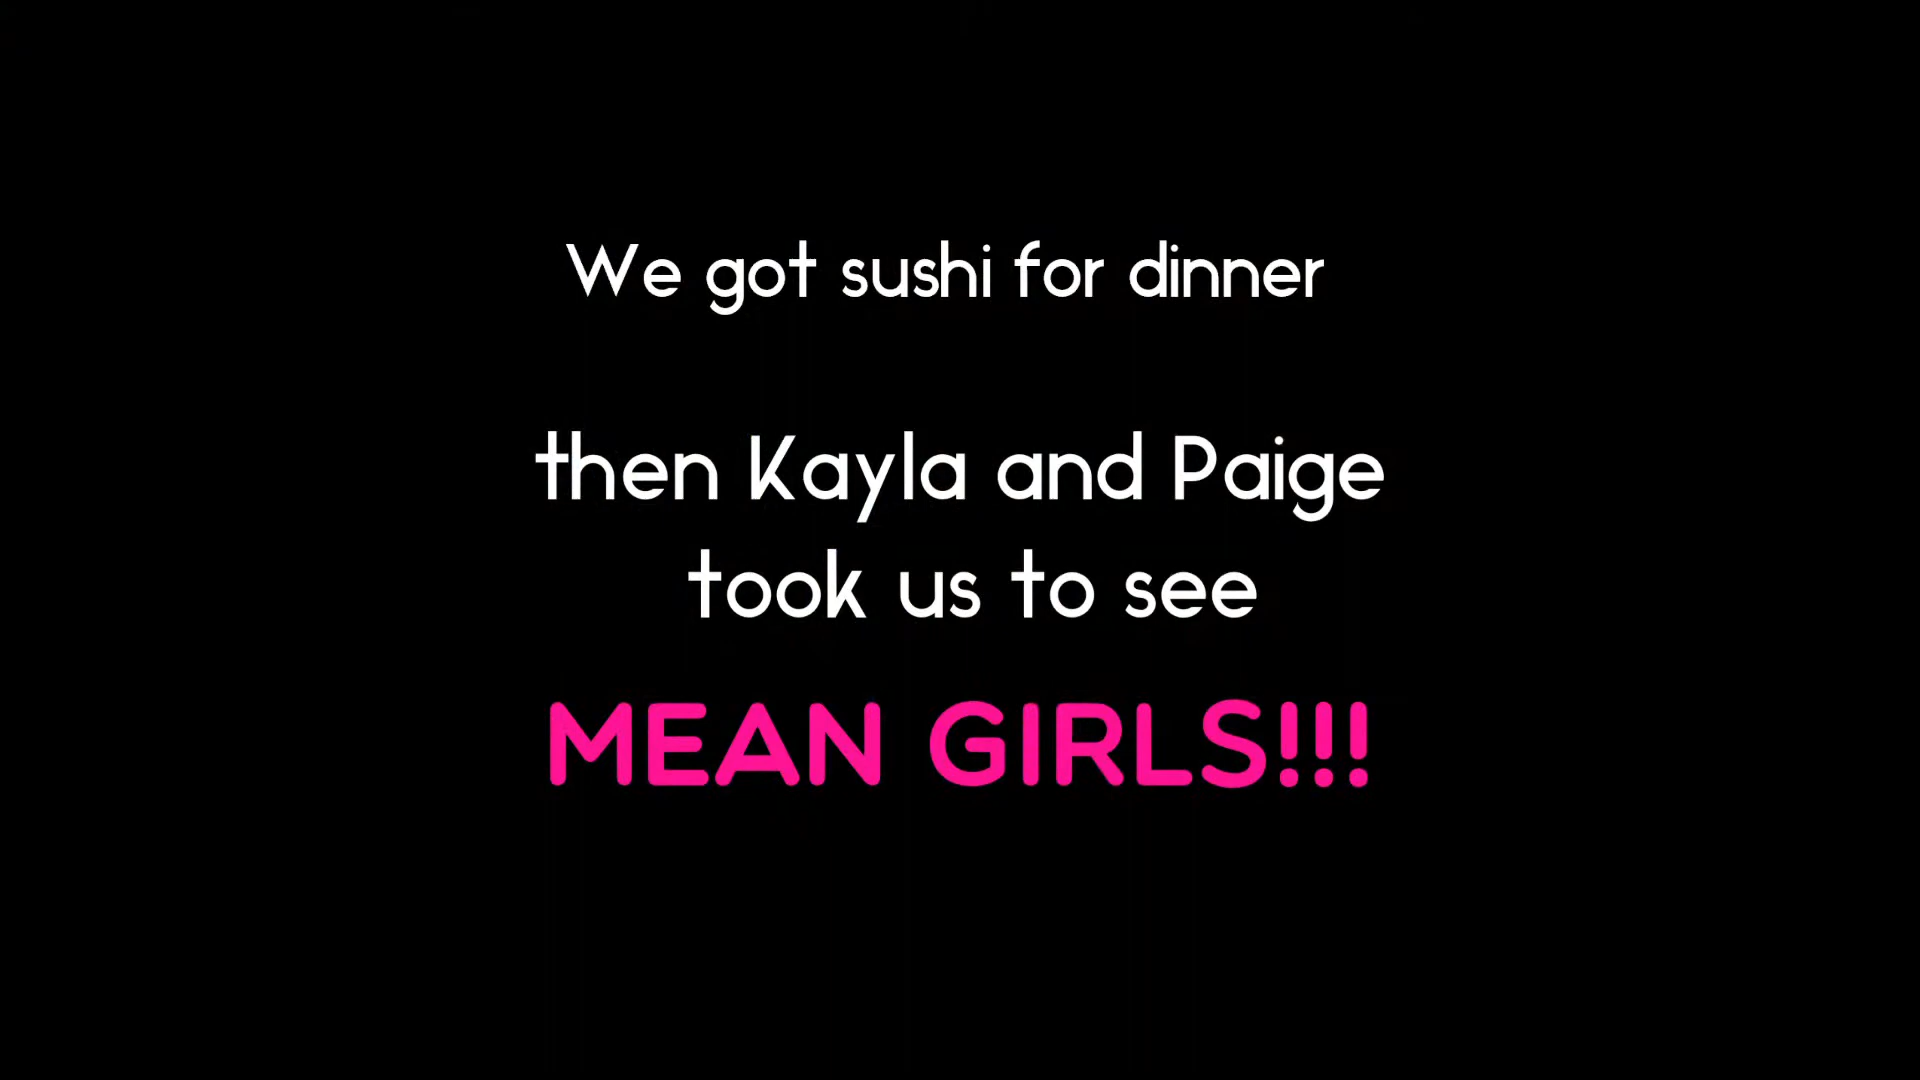 We got sushi for dinner
then Kayla and Paige
took us to see
MEAN GIRLS!!!